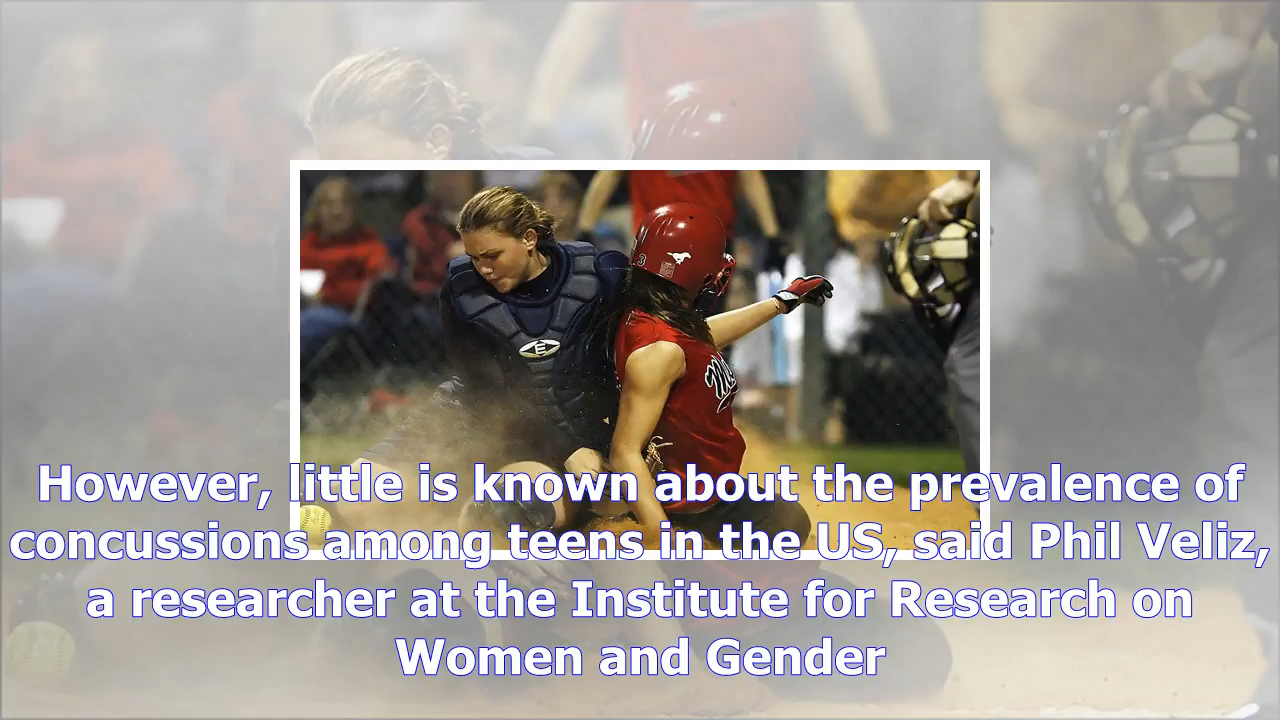 3
E
However, little is known about the prevalence of
concussions among teens in the US, said Phil Veliz,
a researcher at the Institute for Research on
Women and Gender